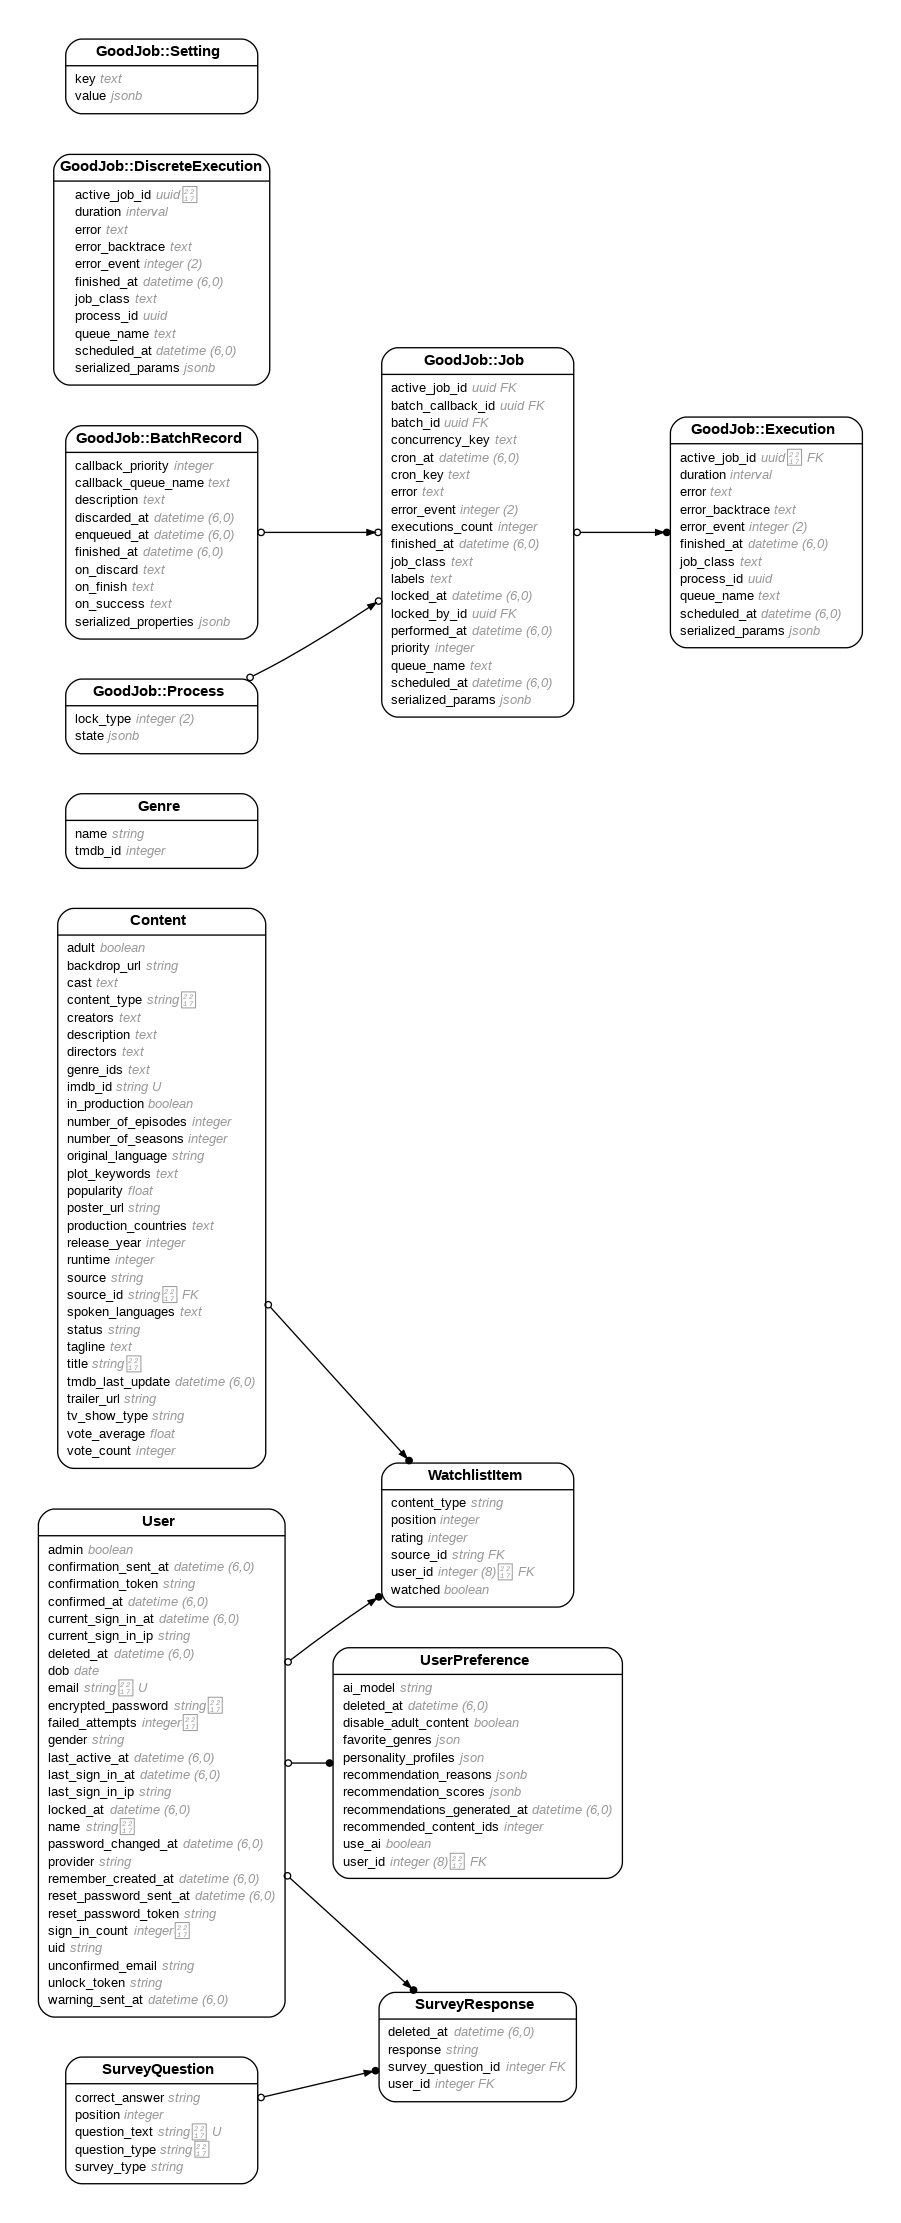 GoodJob::Setting
key text
value jsonb
GoodJob::DiscreteExecution
active_job_id uuid
duration interval
error text
error_backtrace text
error_event integer (2)
finished_at datetime (6,0)
job_class text
process_id uuid
queue_name text
scheduled_at datetime (6,0)
serialized_params jsonb
GoodJob::BatchRecord
callback_priority integer
callback_queue_name text
description text
discarded_at datetime (6,0)
enqueued_at datetime (6,0)
finished_at datetime (6,0)
on_discard text
on_finish text
on_success text
serialized_properties jsonb
GoodJob::Process
lock_type integer (2)
state jsonb
GoodJob::Job
active_job_id uuid FK
batch_callback_id uuid FK
batch_id uuid FK
concurrency_key text
cron_at datetime (6,0)
cron_key text
error text
error_event integer (2)
executions_count integer
finished_at datetime (6,0)
job_class text
labels text
locked_at datetime (6,0)
locked_by_id uuid FK
performed_at datetime (6,0)
priority integer
queue_name text
scheduled_at datetime (6,0)
serialized_params jsonb
GoodJob::Execution
active_job_id uuid FK
duration interval
error text
error_backtrace text
error_event integer (2)
finished_at datetime (6,0)
job_class text
process_id uuid
queue_name text
scheduled_at datetime (6,0)
serialized_params jsonb
Genre
name string
tmdb_id integer
Content
adult boolean
backdrop_url string
cast text
content_type string
creators text
description text
directors text
genre_ids text
imdb_id string U
in_production boolean
number_of_episodes integer
number_of_seasons integer
original_language string
plot_keywords text
popularity float
poster_url string
production_countries text
release_year integer
runtime integer
source string
source_id string FK
spoken_languages text
status string
tagline text
title string
tmdb_last_update datetime (6,0)
trailer_url string
tv_show_type string
vote_average float
vote_count integer
WatchlistItem
content_type string
position integer
rating integer
source_id string FK
user_id integer (8) FK
watched boolean
User
admin boolean
confirmation_sent_at datetime (6,0)
confirmation_token string
confirmed_at datetime (6,0)
current_sign_in_at datetime (6,0)
current_sign_in_ip string
deleted_at datetime (6,0)
dob date
email string U
encrypted_password string
failed_attempts integer
gender string
last_active_at datetime (6,0)
last_sign_in_at datetime (6,0)
last_sign_in_ip string
locked_at datetime (6,0)
name string
password_changed_at datetime (6,0)
provider string
remember_created_at datetime (6,0)
reset_password_sent_at datetime (6,0)
reset_password_token string
sign_in_count integer
uid string
unconfirmed_email string
unlock_token string
warning_sent_at datetime (6,0)
UserPreference
ai_model string
deleted_at datetime (6,0)
disable_adult_content boolean
favorite_genres json
personality_profiles json
recommendation_reasons jsonb
recommendation_scores jsonb
recommendations_generated_at datetime (6,0)
recommended_content_ids integer
use_ai boolean
user_id integer (8) FK
SurveyResponse
deleted_at datetime (6,0)
response string
survey_question_id integer FK
user_id integer FK
SurveyQuestion
correct_answer string
position integer
question_text string U
question_type string
survey_type string